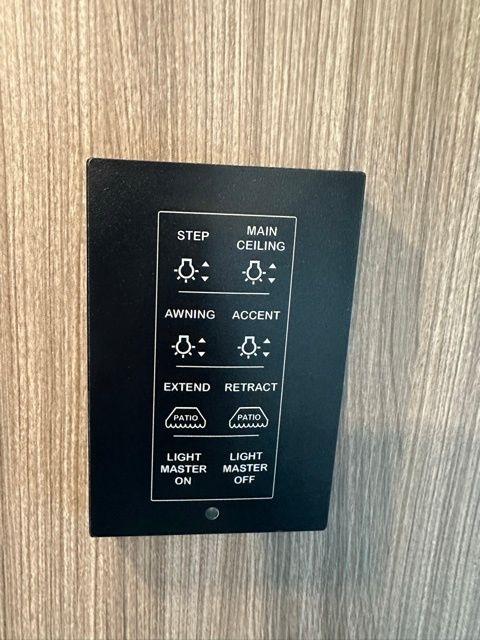 STEP
MAIN
CEILING
AWNING
ACCENT
EXTEND
RETRACT
PATIO
PATIO
LIGHT
MASTER
ON
LIGHT
MASTER
OFF